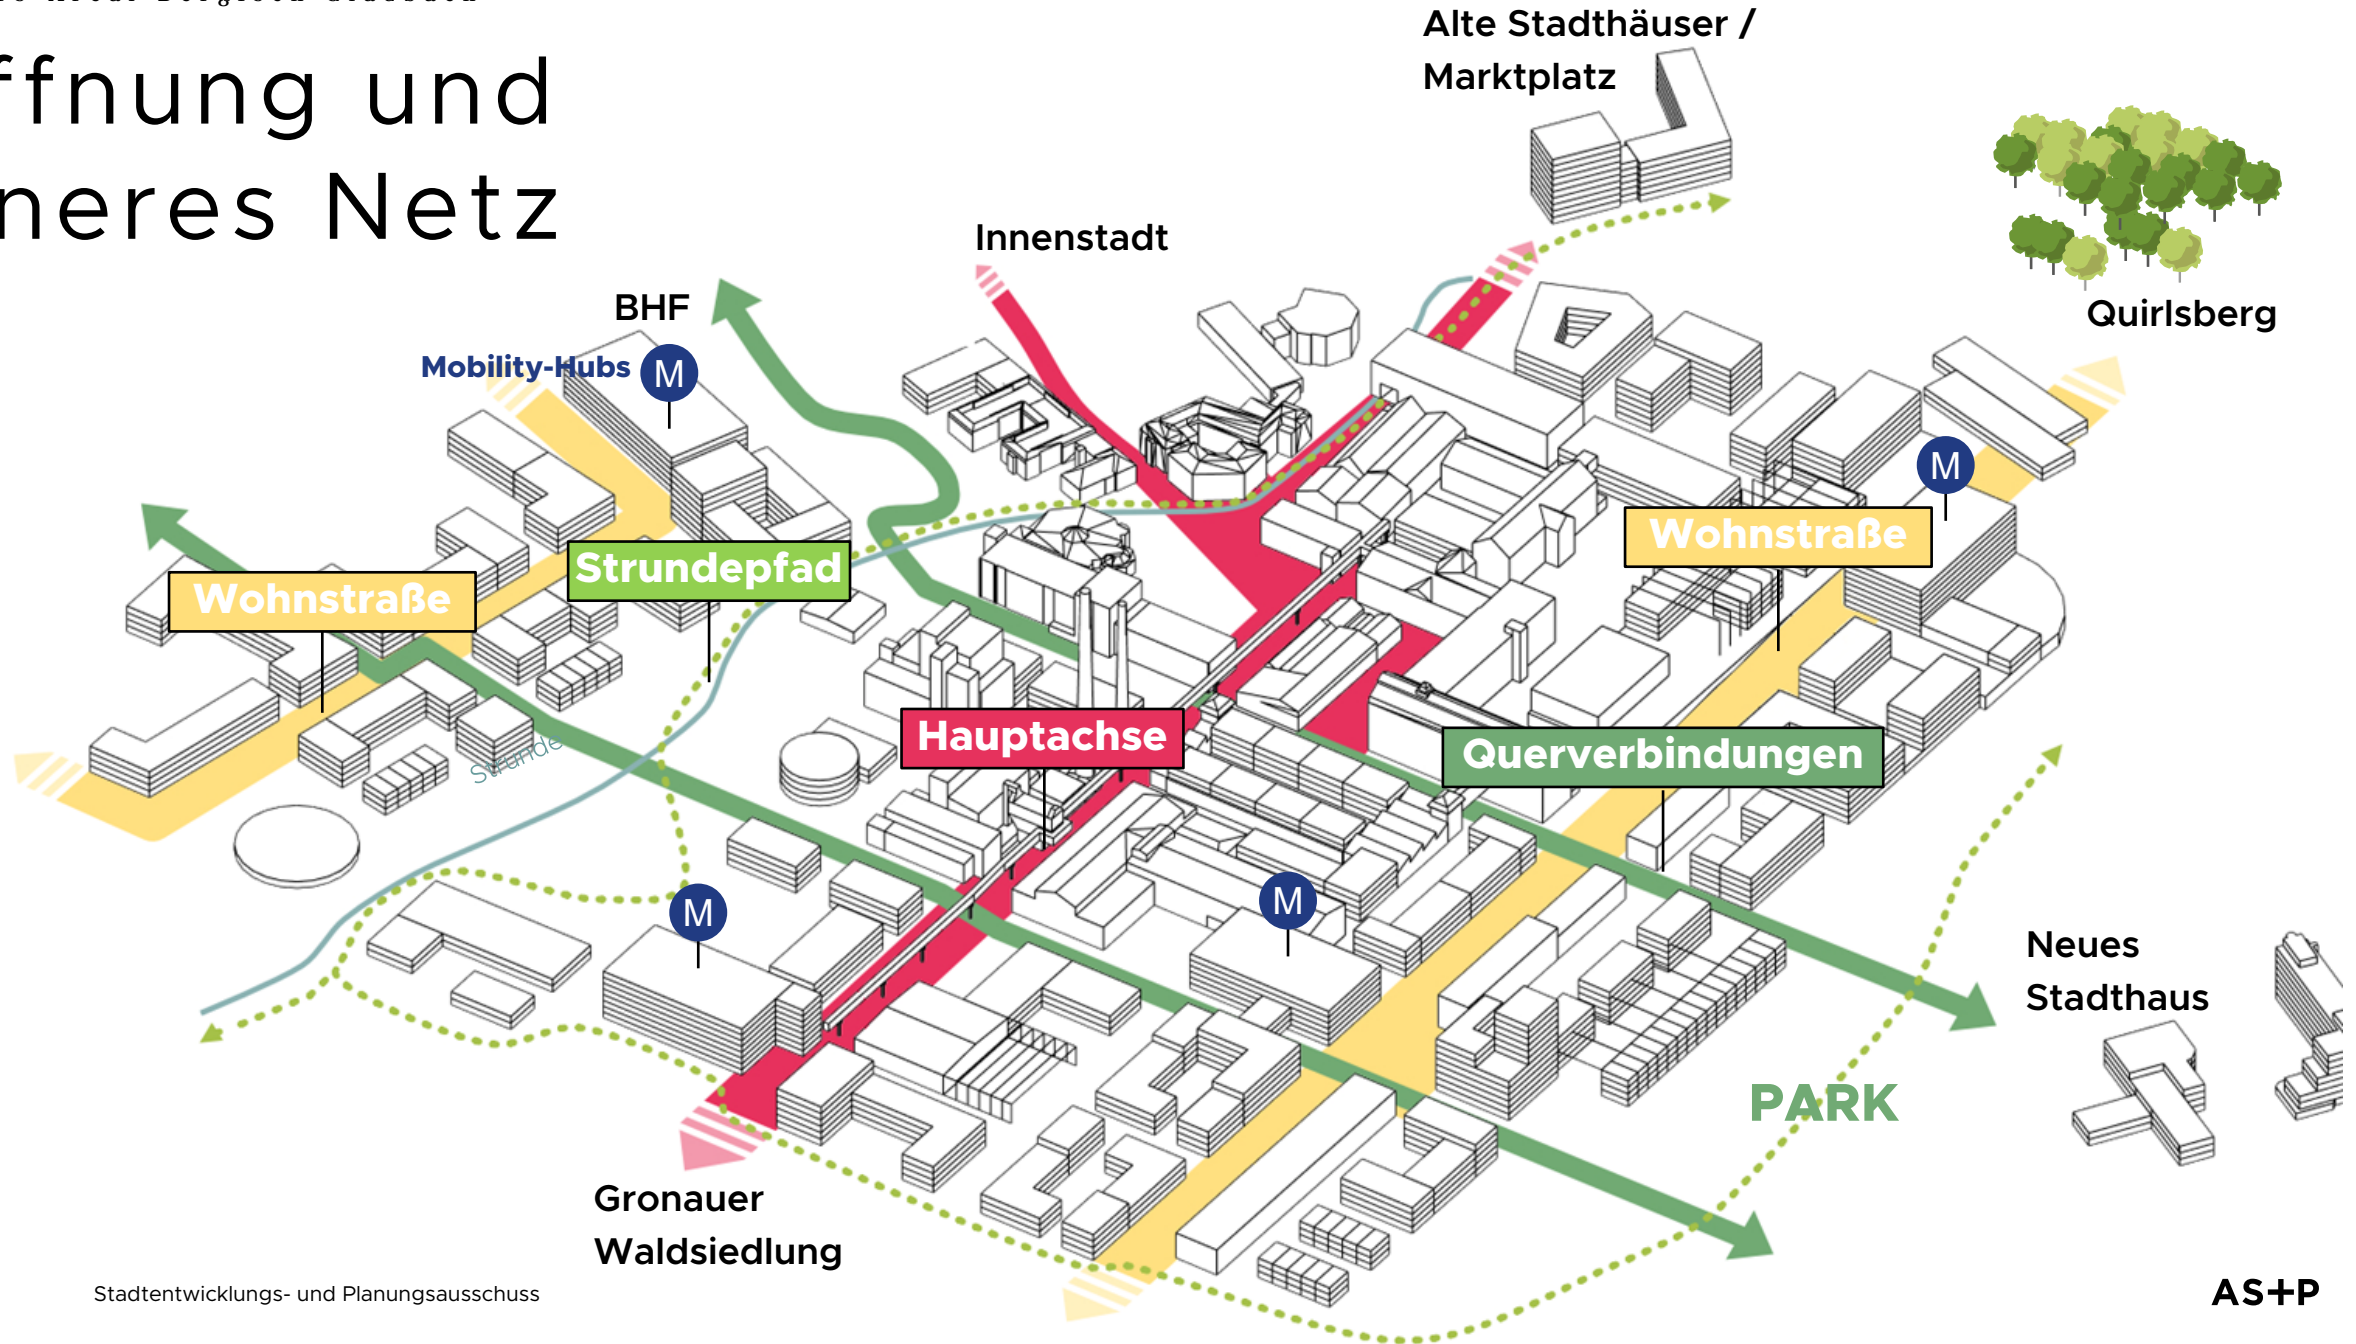 ffnung und
neres Netz
Alte Stadthäuser /
Marktplatz
Innenstadt
BHF
Mobility-Hubs
M
Quirlsberg
M
Wohnstraße
Strundepfad
Wohnstraße
Strunde
Hauptachse
Querverbindungen
M
M
Neues
Stadthaus
PARK
Gronauer
Waldsiedlung
Stadtentwicklungs- und Planungsausschuss
AS+P